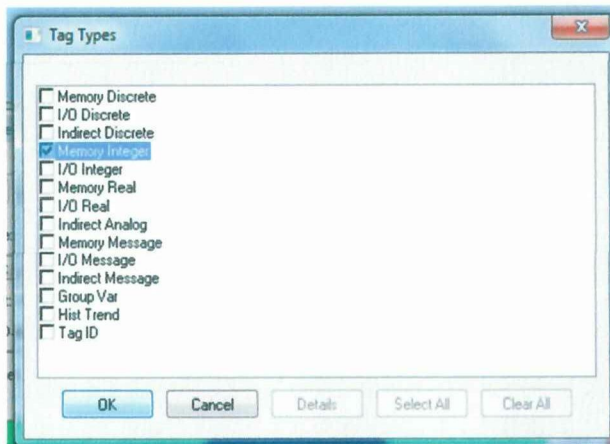 Tag Types
Memory Discrete
I/O Discrete
Indirect Discrete
Memory Integer
I/O Integer
Memory Real
I/O Real
Indirect Analog
Memory Message
I/O Message
Indirect Message
Group Var
Hist Trend
Tag ID
OK Cancel Details Select All Clear All